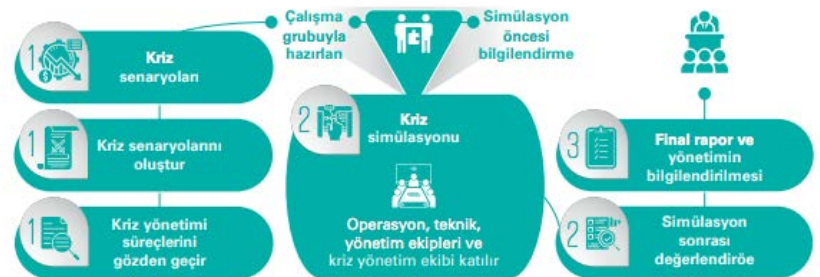 1
Kriz
senaryoları
1
Kriz senaryolarını
oluştur
1
Kriz yönetimi
süreçlerini
gözden geçir
Çalışma
grubuyla
hazırlan
Simülasyon
öncesi
bilgilendirme
2
Kriz
simülasyonu
Operasyon, teknik,
yönetim ekipleri ve
kriz yönetim ekibi katılır
3
Final rapor ve
yönetimin
bilgilendirilmesi
2
Simülasyon
sonrası
değerlendiröe